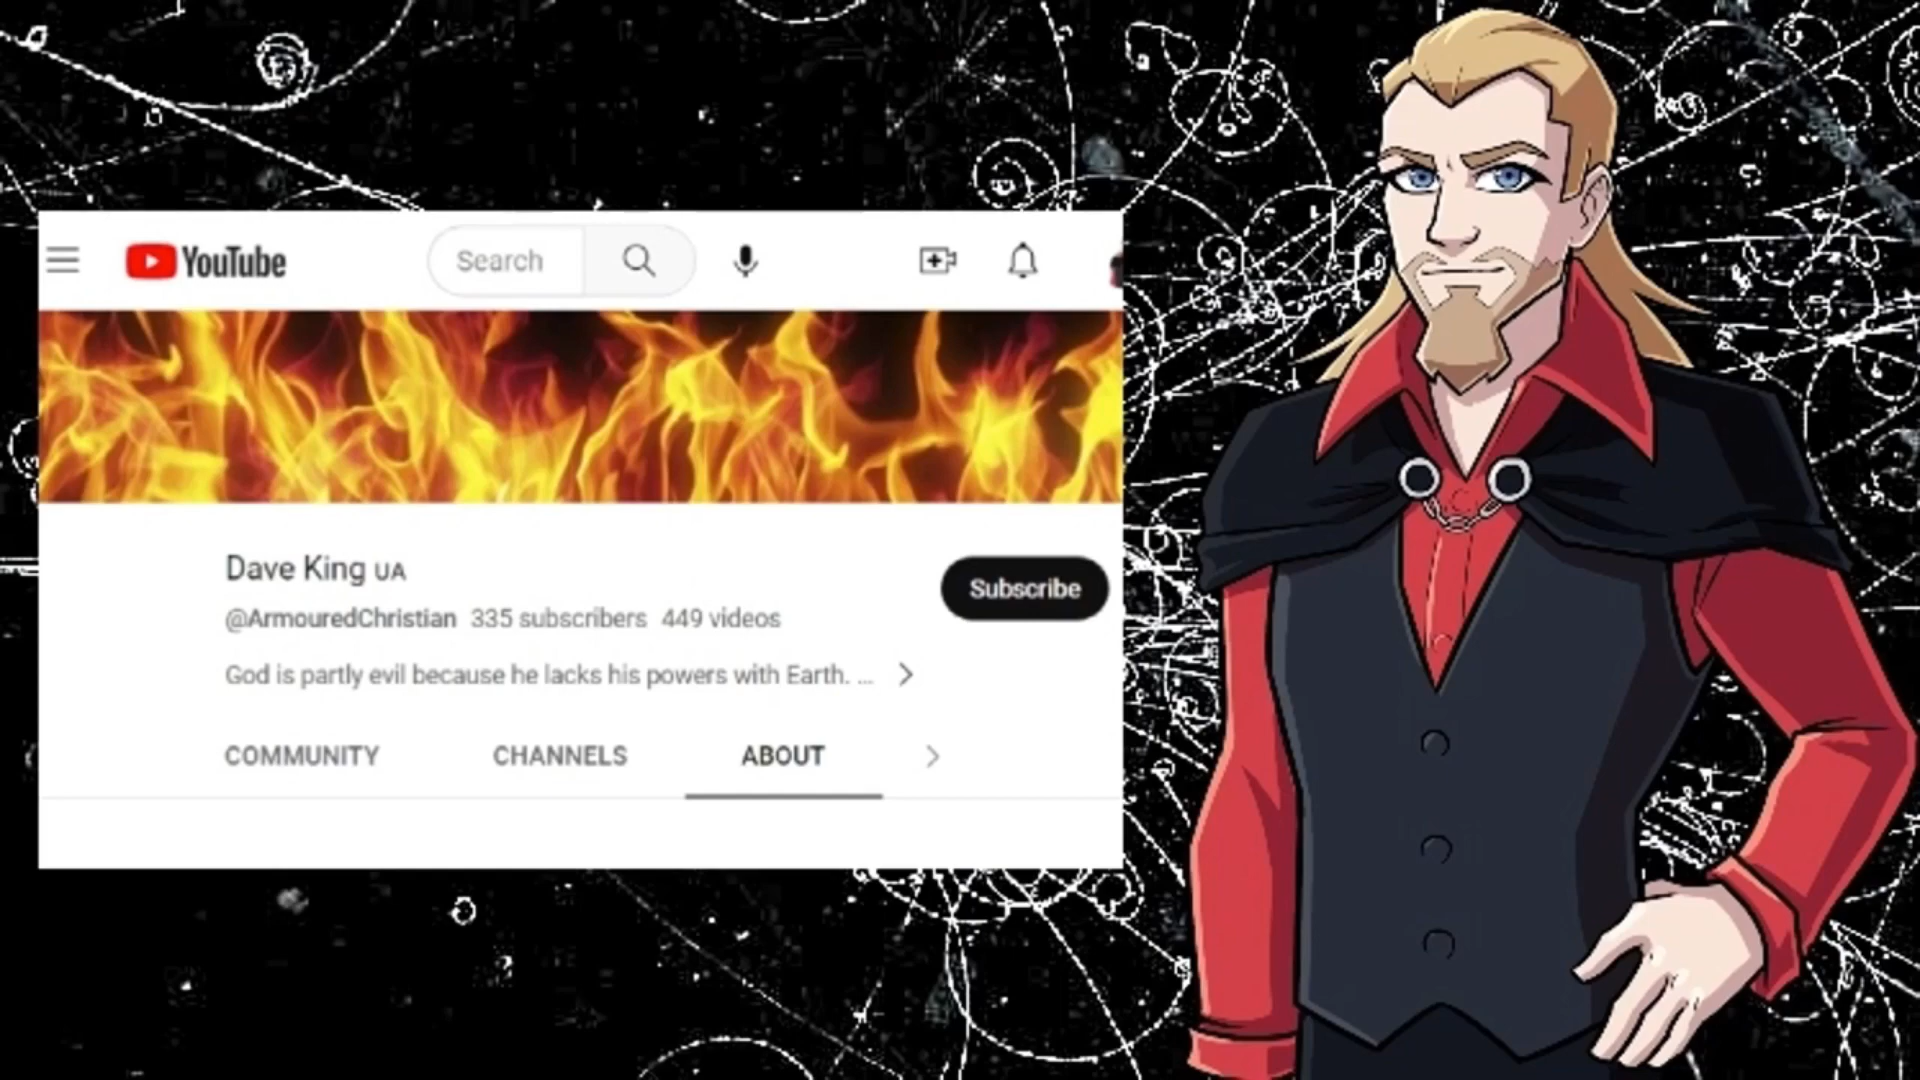 YouTube
Search
Dave King UA
@ArmouredChristian 335 subscribers 449 videos
Subscribe
God is partly evil because he lacks his powers with Earth. ...
COMMUNITY CHANNELS ABOUT